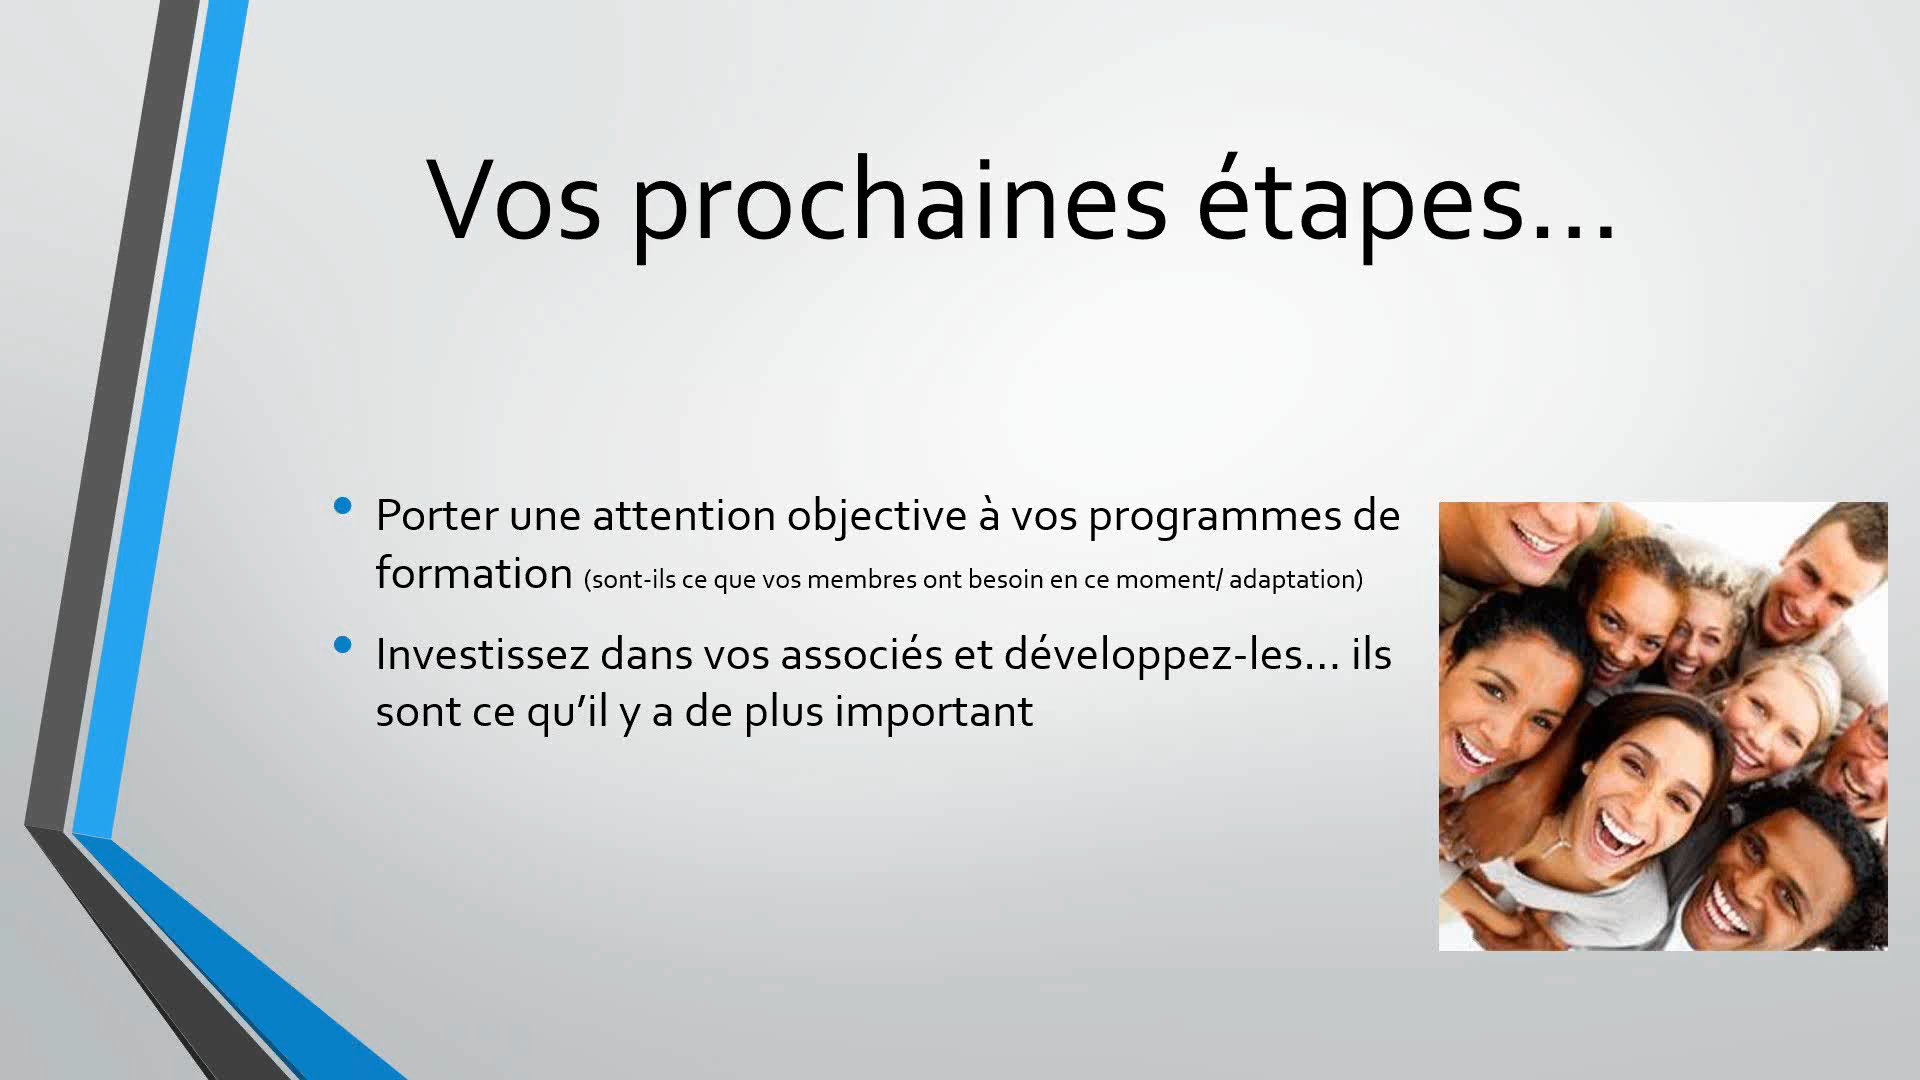 Vos prochaines étapes...
• Porter une attention objective à vos programmes de
formation (sont-ils ce que vos membres ont besoin en ce moment/ adaptation)
• Investissez dans vos associés et développez-les... ils
sont ce qu’il y a de plus important